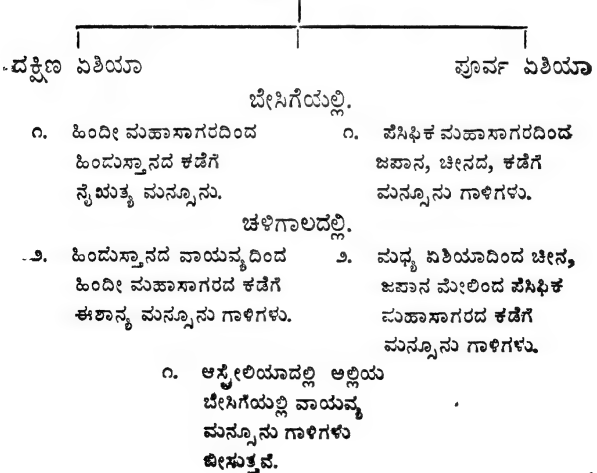 ದಕ್ಷಿಣ ಏಶಿಯಾ
ಪೂರ್ವ ಏಶಿಯಾ
ಬೇಸಿಗೆಯಲ್ಲಿ.
೧. ಹಿಂದೀ ಮಹಾಸಾಗರದಿಂದ
ಹಿಂದುಸ್ತಾನದ ಕಡೆಗೆ
ನೈಋತ್ಯ ಮನ್ಸೂನು.
೧. ಪೆಸಿಫಿಕ ಮಹಾಸಾಗರದಿಂದ
ಜಪಾನ, ಚೀನದ, ಕಡೆಗೆ
ಮನ್ಸೂನು ಗಾಳಿಗಳು.
ಚಳಿಗಾಲದಲ್ಲಿ.
೨. ಹಿಂದುಸ್ತಾನದ ವಾಯವ್ಯದಿಂದ
ಹಿಂದೀ ಮಹಾಸಾಗರದ ಕಡೆಗೆ
ಈಶಾನ್ಯ ಮನ್ಸೂನು ಗಾಳಿಗಳು.
೨. ಮಧ್ಯ ಏಶಿಯಾದಿಂದ ಚೀನ,
ಜಪಾನ ಮೇಲಿಂದ ಪೆಸಿಫಿಕ
ಮಹಾಸಾಗರದ ಕಡೆಗೆ
ಮನ್ಸೂನು ಗಾಳಿಗಳು.
೧. ಆಸ್ಟ್ರೇಲಿಯಾದಲ್ಲಿ ಅಲ್ಲಿಯ
ಬೇಸಿಗೆಯಲ್ಲಿ ವಾಯವ್ಯ
ಮನ್ಸೂನು ಗಾಳಿಗಳು
ಬೀಸುತ್ತವೆ.